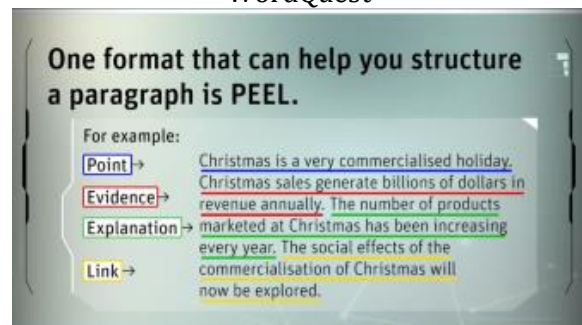 WordQuest
One format that can help you structure
a paragraph is PEEL.
For example:
Point→
Christmas is a very commercialised holiday.
Evidence→
Christmas sales generate billions of dollars in
revenue annually. The number of products
Explanation→
marketed at Christmas has been increasing
every year. The social effects of the
Link→
commercialisation of Christmas will
now be explored.